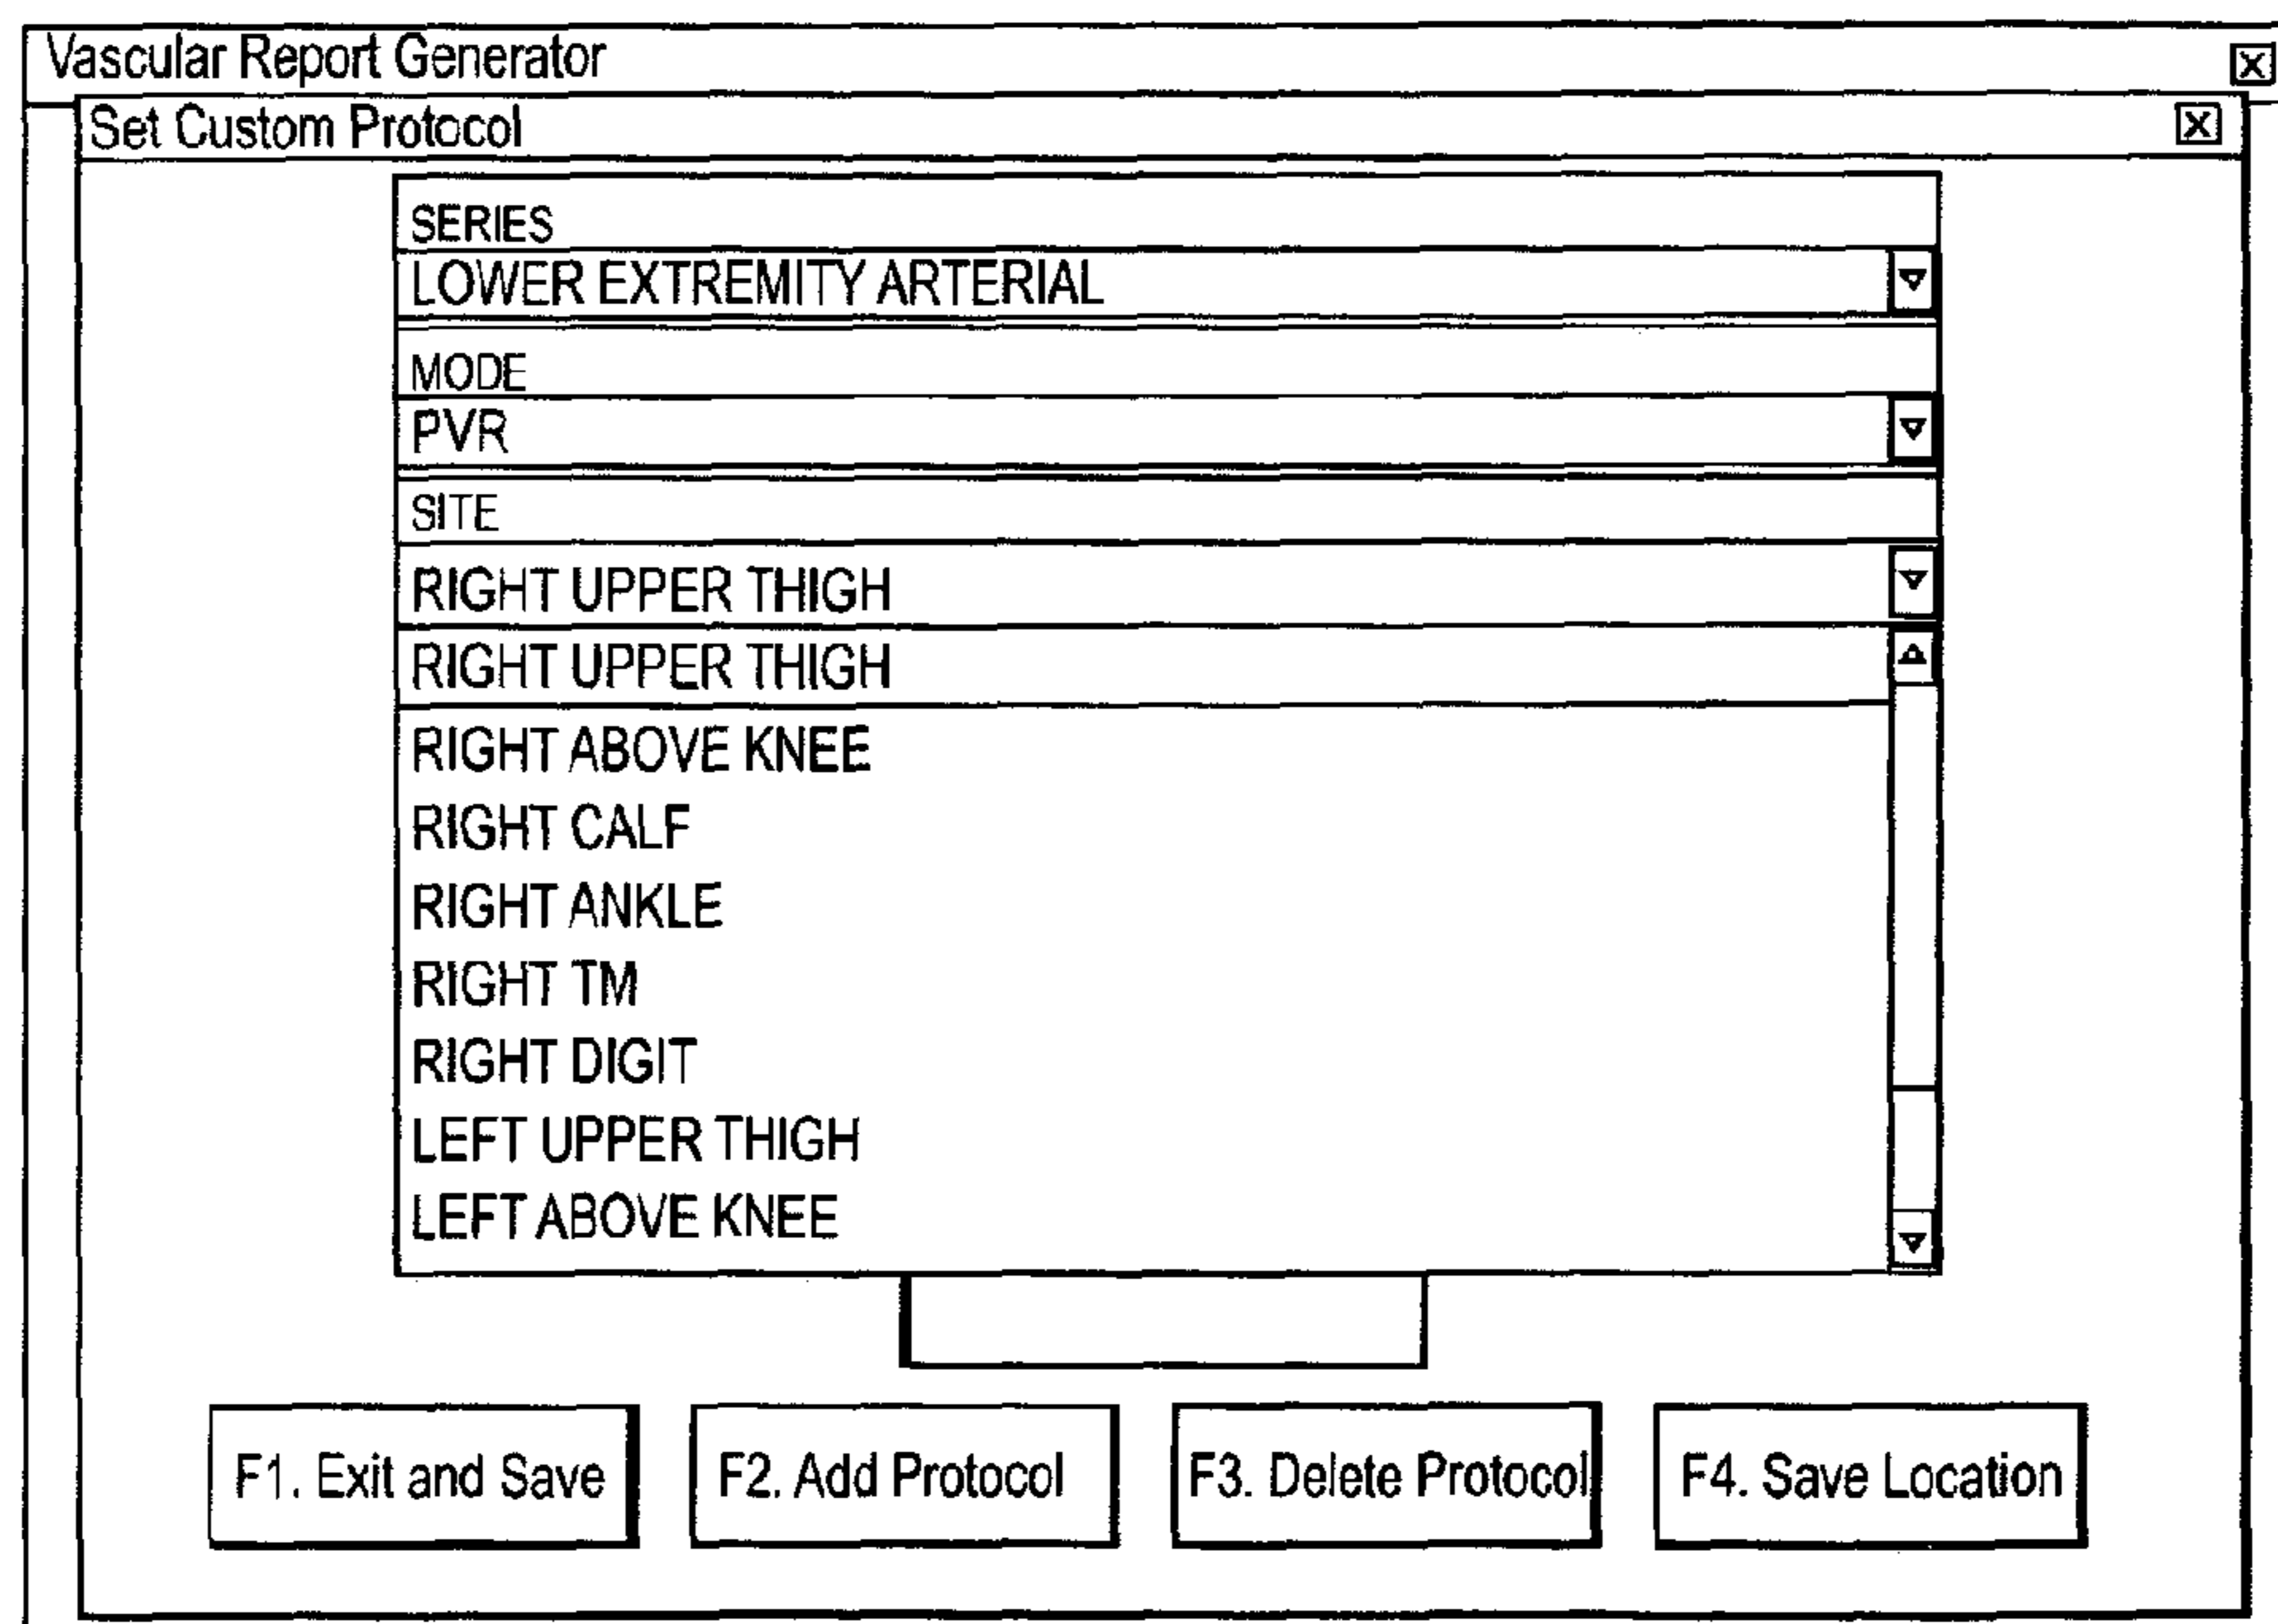 Vascular Report Generator
Set Custom Protocol
SERIES
LOWER EXTREMITY ARTERIAL
MODE
PVR
SITE
RIGHT UPPER THIGH
RIGHT UPPER THIGH
RIGHT ABOVE KNEE
RIGHT CALF
RIGHT ANKLE
RIGHT TM
RIGHT DIGIT
LEFT UPPER THIGH
LEFT ABOVE KNEE
F1. Exit and Save
F2. Add Protocol
F3. Delete Protocol
F4. Save Location